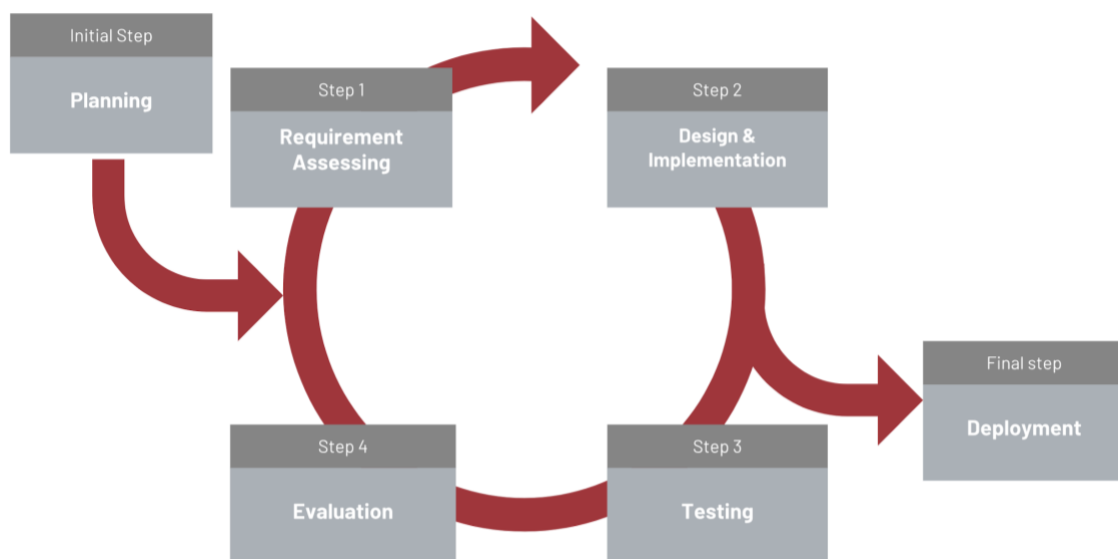 Initial Step
Planning
Step 1
Requirement
Assessing
Step 2
Design &
Implementation
Final step
Deployment
Step 4
Evaluation
Step 3
Testing